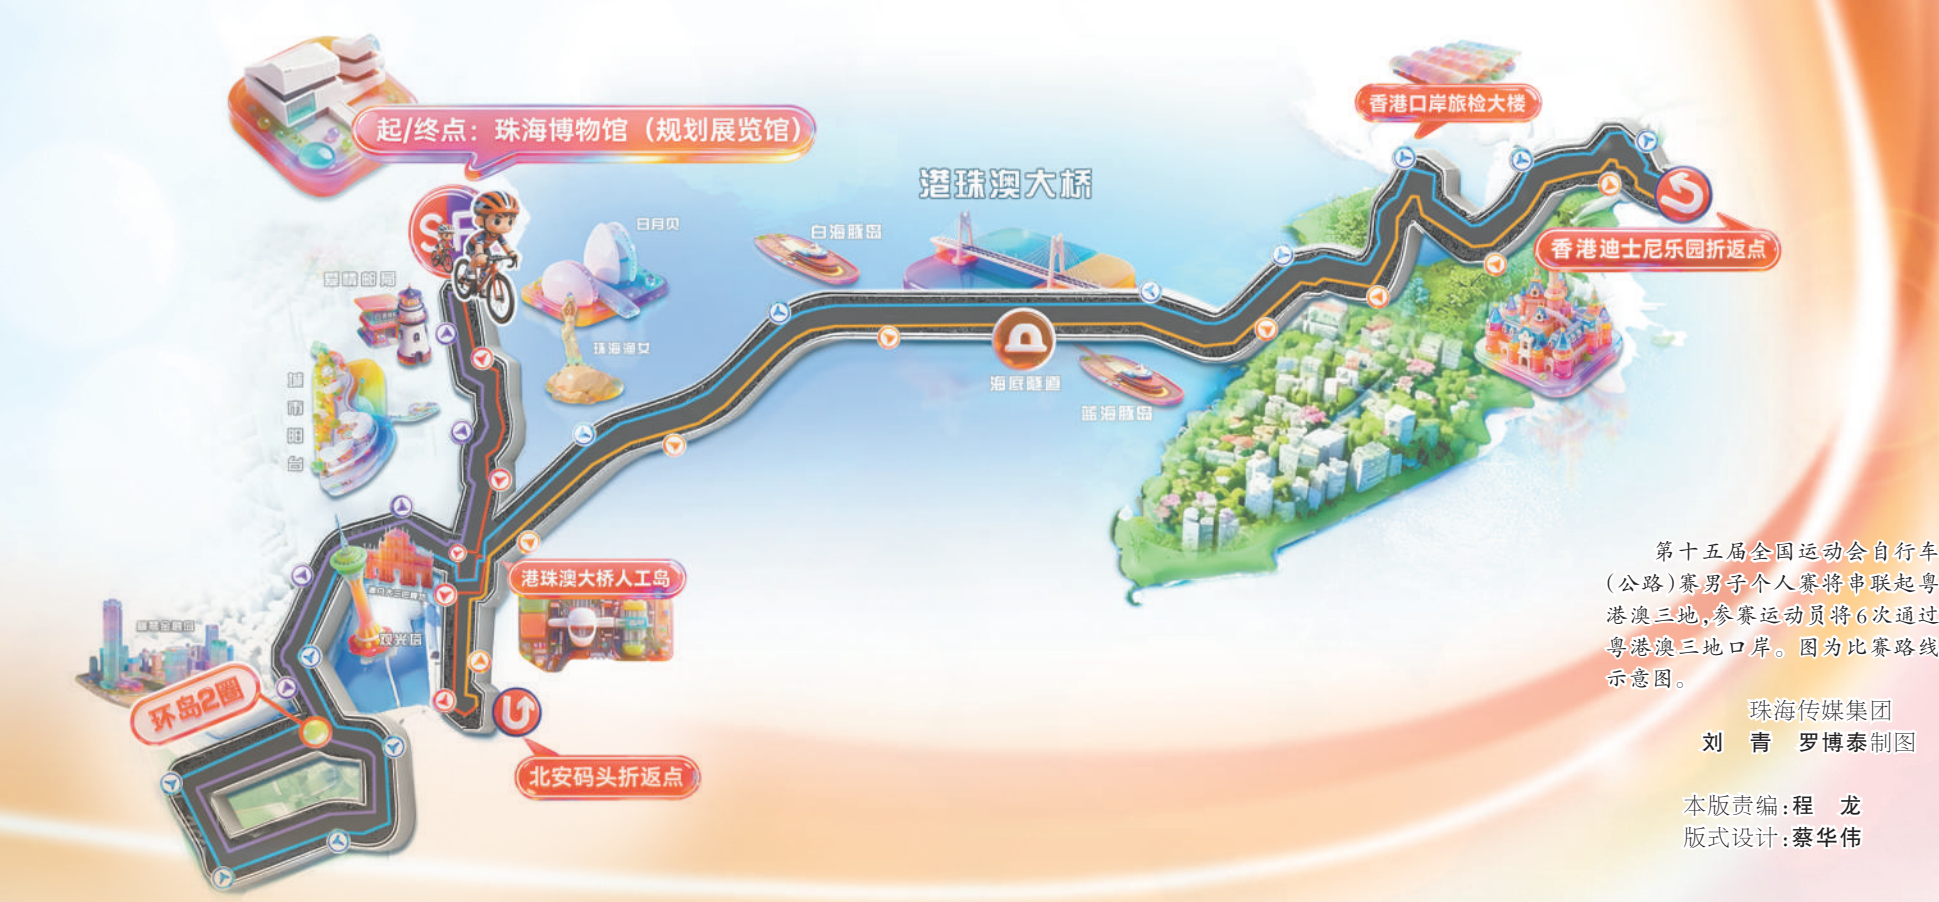 起/终点：珠海博物馆（规划展览馆）
香港口岸旅检大楼
港珠澳大桥
日月贝
白海豚岛
香港迪士尼乐园折返点
珠海渔女
海底隧道
蓝海豚岛
城市阳台
港珠澳大桥人工岛
观光塔
环岛2圈
北安码头折返点
第十五届全国运动会自行车
(公路)赛男子个人赛将串联起粤
港澳三地,参赛运动员将6次通过
粤港澳三地口岸。图为比赛路线
示意图。
珠海传媒集团
刘　青　罗博泰制图
本版责编:程　龙
版式设计:蔡华伟